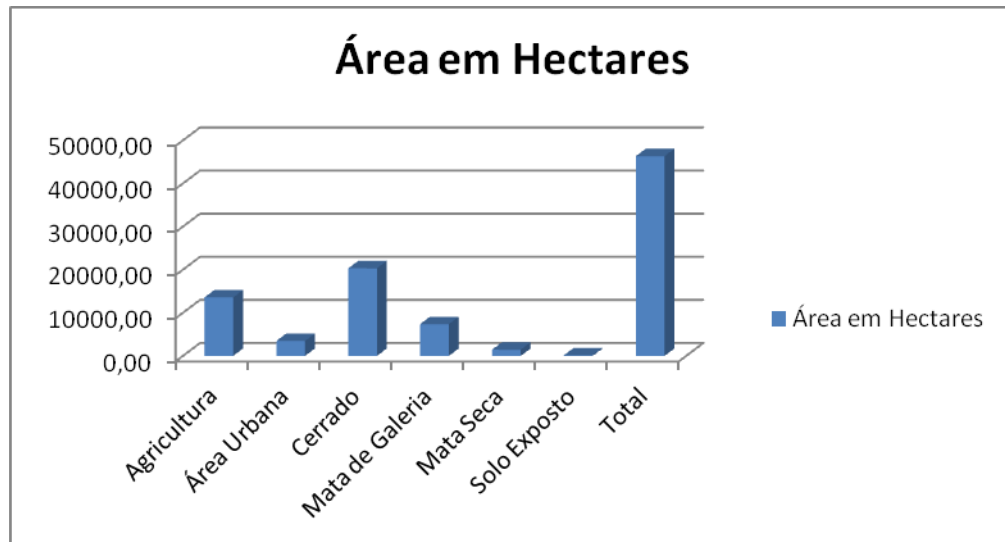 Área em Hectares
50000,00
40000,00
30000,00
20000,00
10000,00
0,00
Agricultura
Área Urbana
Cerrado
Mata de Galeria
Mata Seca
Solo Exposto
Total
Área em Hectares